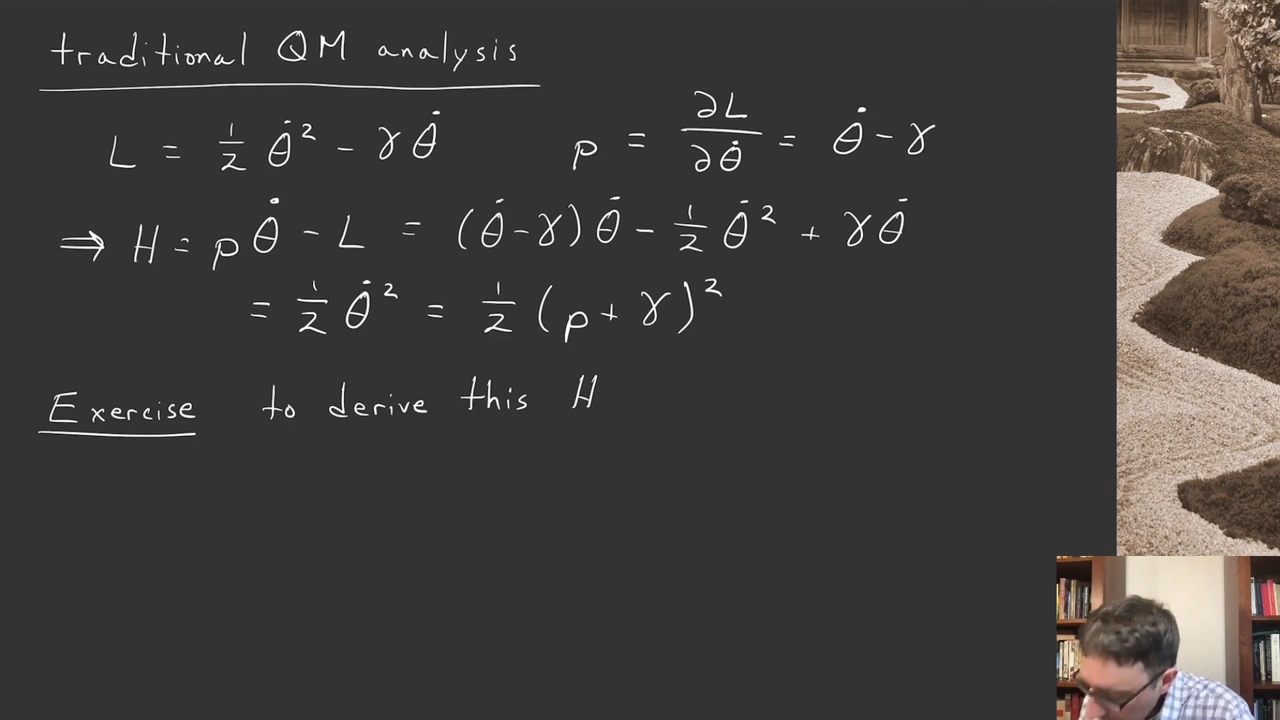 traditional QM analysis
L = 1/2 θ̇² - γθ̇    p = ∂L/∂θ̇ = θ̇ - γ
⇒ H = pθ̇ - L = (θ̇-γ)θ̇ - 1/2 θ̇² + γθ̇
= 1/2 θ̇² = 1/2 (p + γ)²
Exercise to derive this H